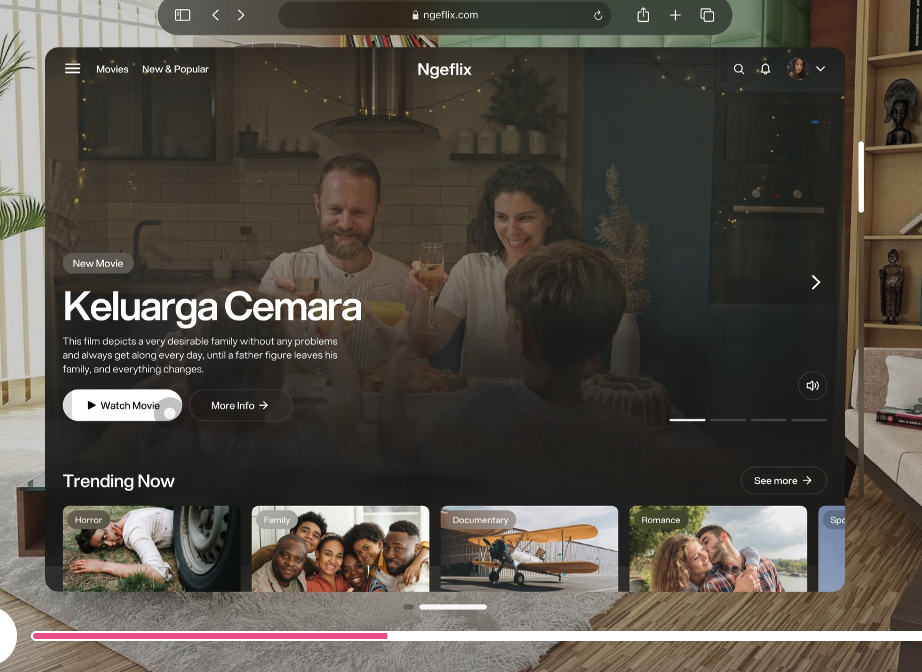 ngeflix.com
Movies
New & Popular
Ngeflix
New Movie
Keluarga Cemara
This film depicts a very desirable family without any problems
and always get along every day, until a father figure leaves his
family, and everything changes.
Watch Movie
More Info →
Trending Now
See more →
Horror
Family
Documentary
Romance
Spo